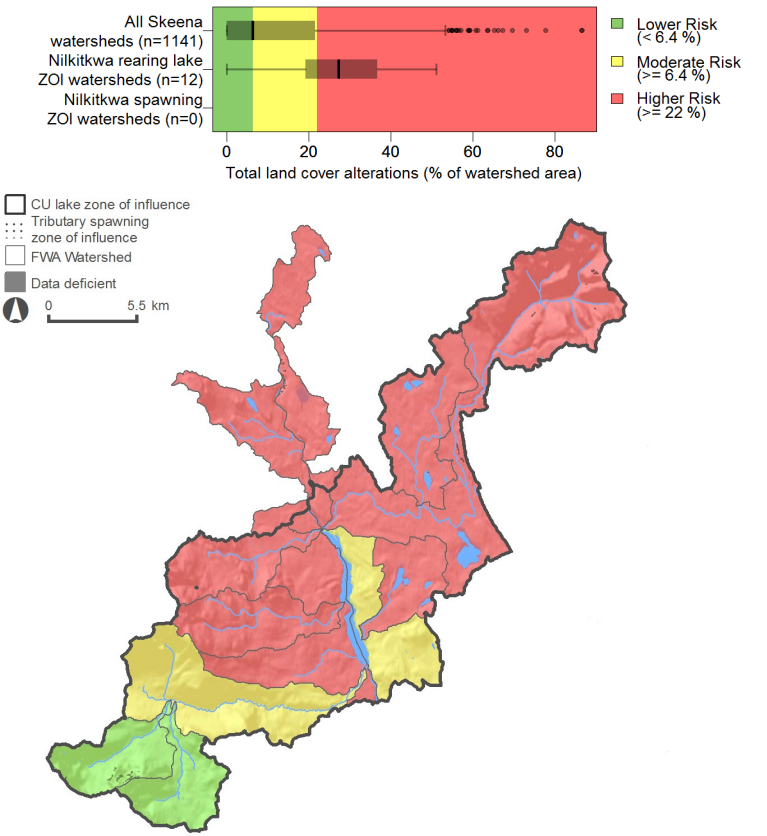 All Skeena
watersheds (n=1141)
Nilkitkwa rearing lake
ZOI watersheds (n=12)
Nilkitkwa spawning
ZOI watersheds (n=0)
0 20 40 60 80
Total land cover alterations (% of watershed area)
Lower Risk
(< 6.4 %)
Moderate Risk
(>= 6.4 %)
Higher Risk
(>= 22 %)
CU lake zone of influence
Tributary spawning
zone of influence
FWA Watershed
Data deficient
0 5.5 km